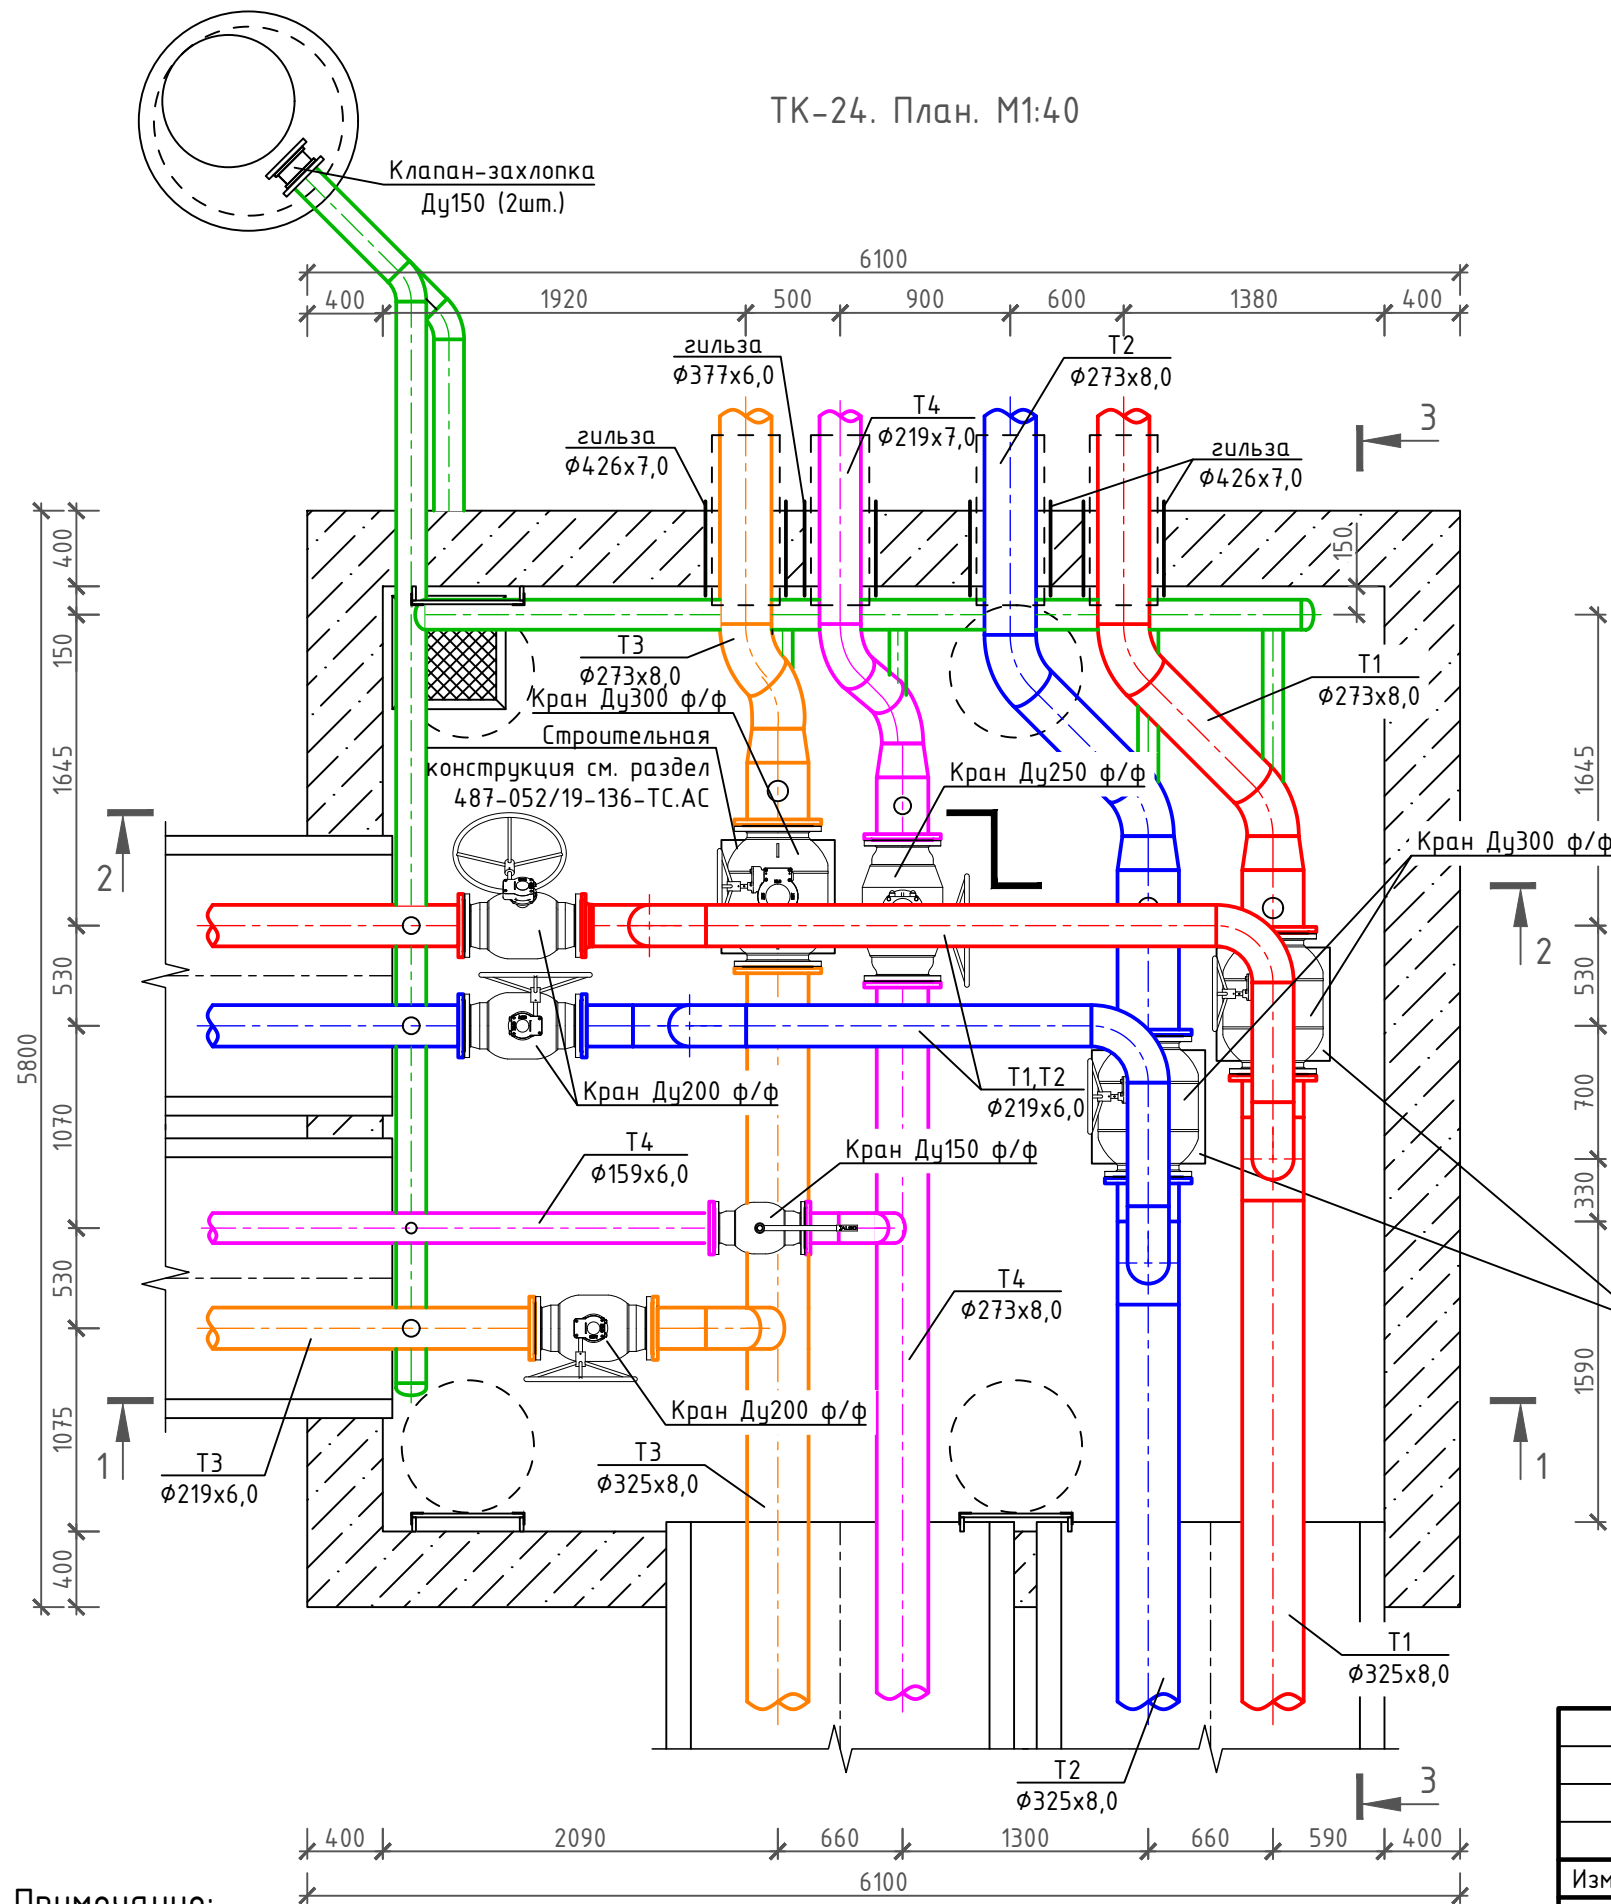 ТК-24. План. М1:40
Клапан-захлопка
Ду150 (2шт.)
6100
400
1920
500
900
600
1380
400
гильза
Ф377х6,0
Т2
Ф273х8,0
Т4
Ф219х7,0
гильза
Ф426х7,0
гильза
Ф426х7,0
3
400
150
150
Т3
Ф273х8,0
Т1
Ф273х8,0
Кран Ду300 ф/ф
Строительная
конструкция см. раздел
487-052/19-136-ТС.АС
Кран Ду250 ф/ф
1645
1645
Кран Ду300 ф/ф
2
2
530
530
5800
Кран Ду200 ф/ф
Т1,Т2
Ф219х6,0
700
1070
Т4
Ф159х6,0
Кран Ду150 ф/ф
330
530
Т4
Ф273х8,0
1590
Кран Ду200 ф/ф
1075
1
1
Т3
Ф219х6,0
Т3
Ф325х8,0
400
Т1
Ф325х8,0
Т2
Ф325х8,0
3
400
2090
660
1300
660
590
400
6100
Примечание:
Изм